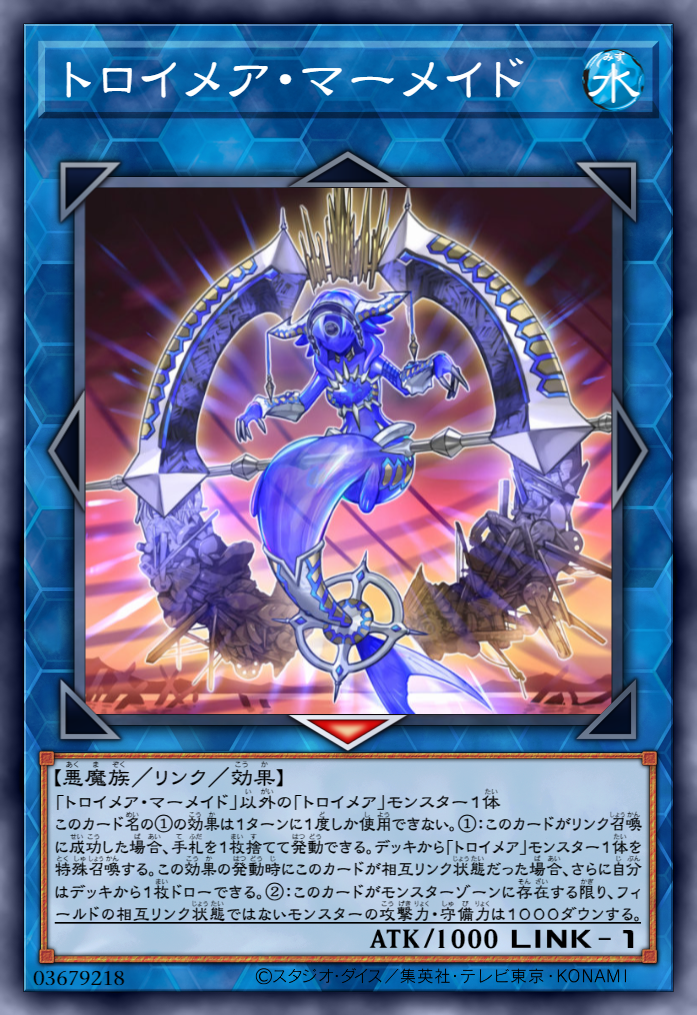 トロイメア・マーメイド
水
【悪魔族／リンク／効果】
「トロイメア・マーメイド」以外の「トロイメア」モンスター１体
このカード名の①の効果は１ターンに１度しか使用できない。①：このカードがリンク召喚
に成功した場合、手札を１枚捨てて発動できる。デッキから「トロイメア」モンスター１体を
特殊召喚する。この効果の発動時にこのカードが相互リンク状態だった場合、さらに自分
はデッキから１枚ドローできる。②：このカードがモンスターゾーンに存在する限り、フィ
ールドの相互リンク状態ではないモンスターの攻撃力・守備力は１０００ダウンする。
ATK/1000 LINK-1
03679218 ©スタジオ・ダイス／集英社・テレビ東京・KONAMI